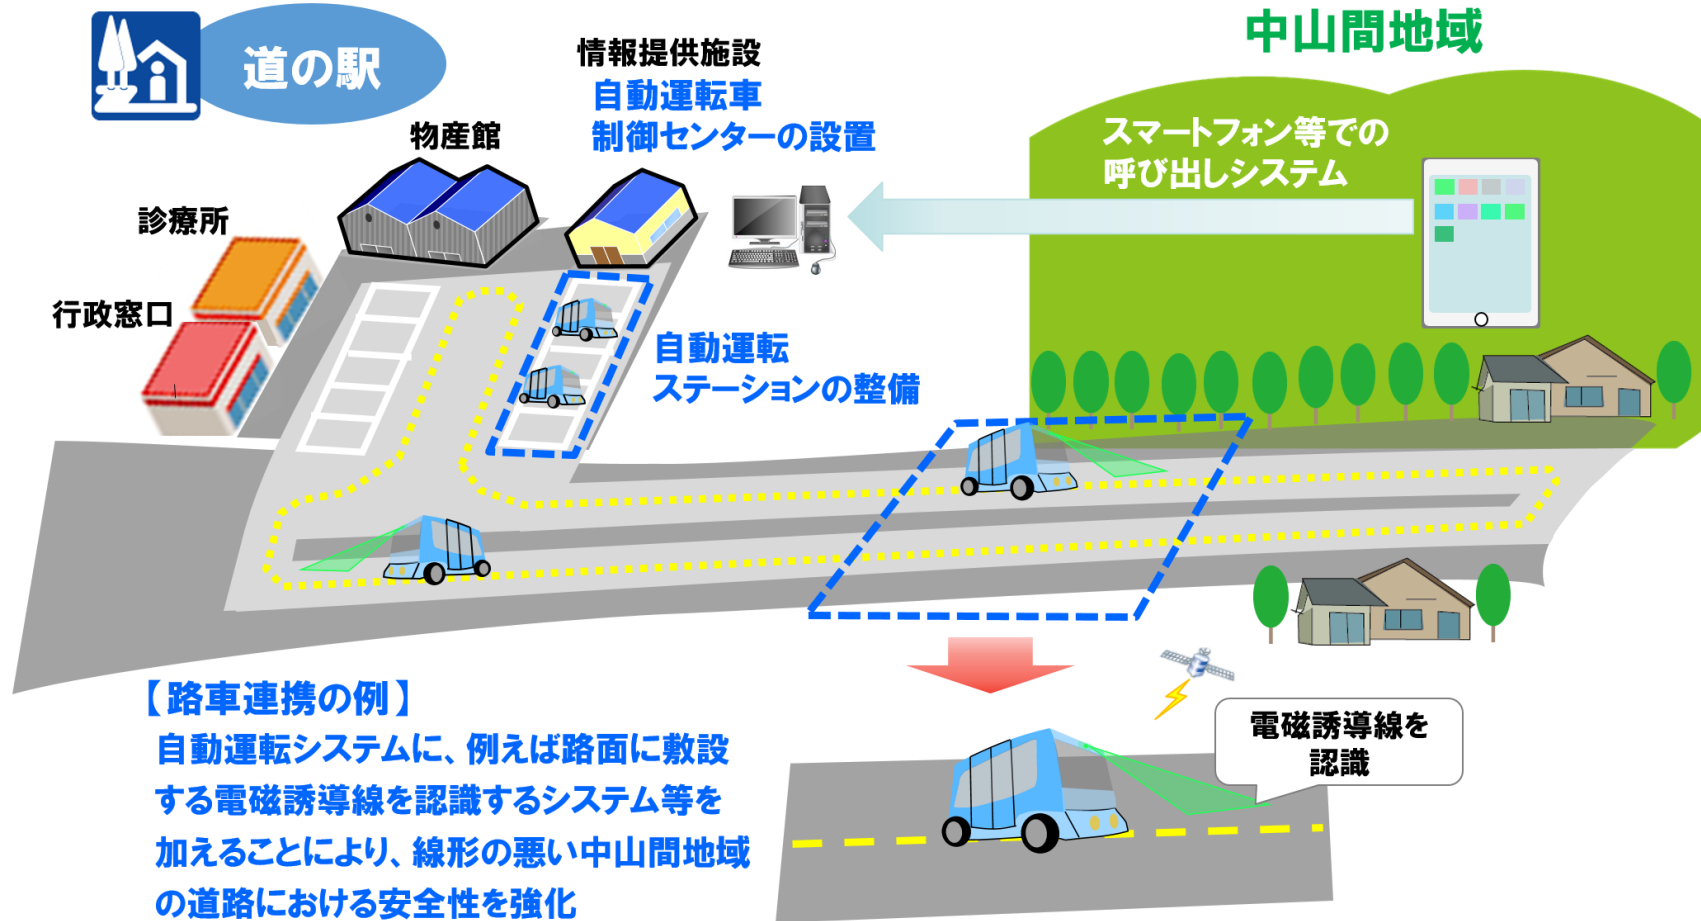 道の駅
情報提供施設
自動運転車
制御センターの設置
中山間地域
物産館
スマートフォン等での
呼び出しシステム
診療所
行政窓口
自動運転
ステーションの整備
【路車連携の例】
自動運転システムに、例えば路面に敷設
する電磁誘導線を認識するシステム等を
加えることにより、線形の悪い中山間地域
の道路における安全性を強化
電磁誘導線を
認識